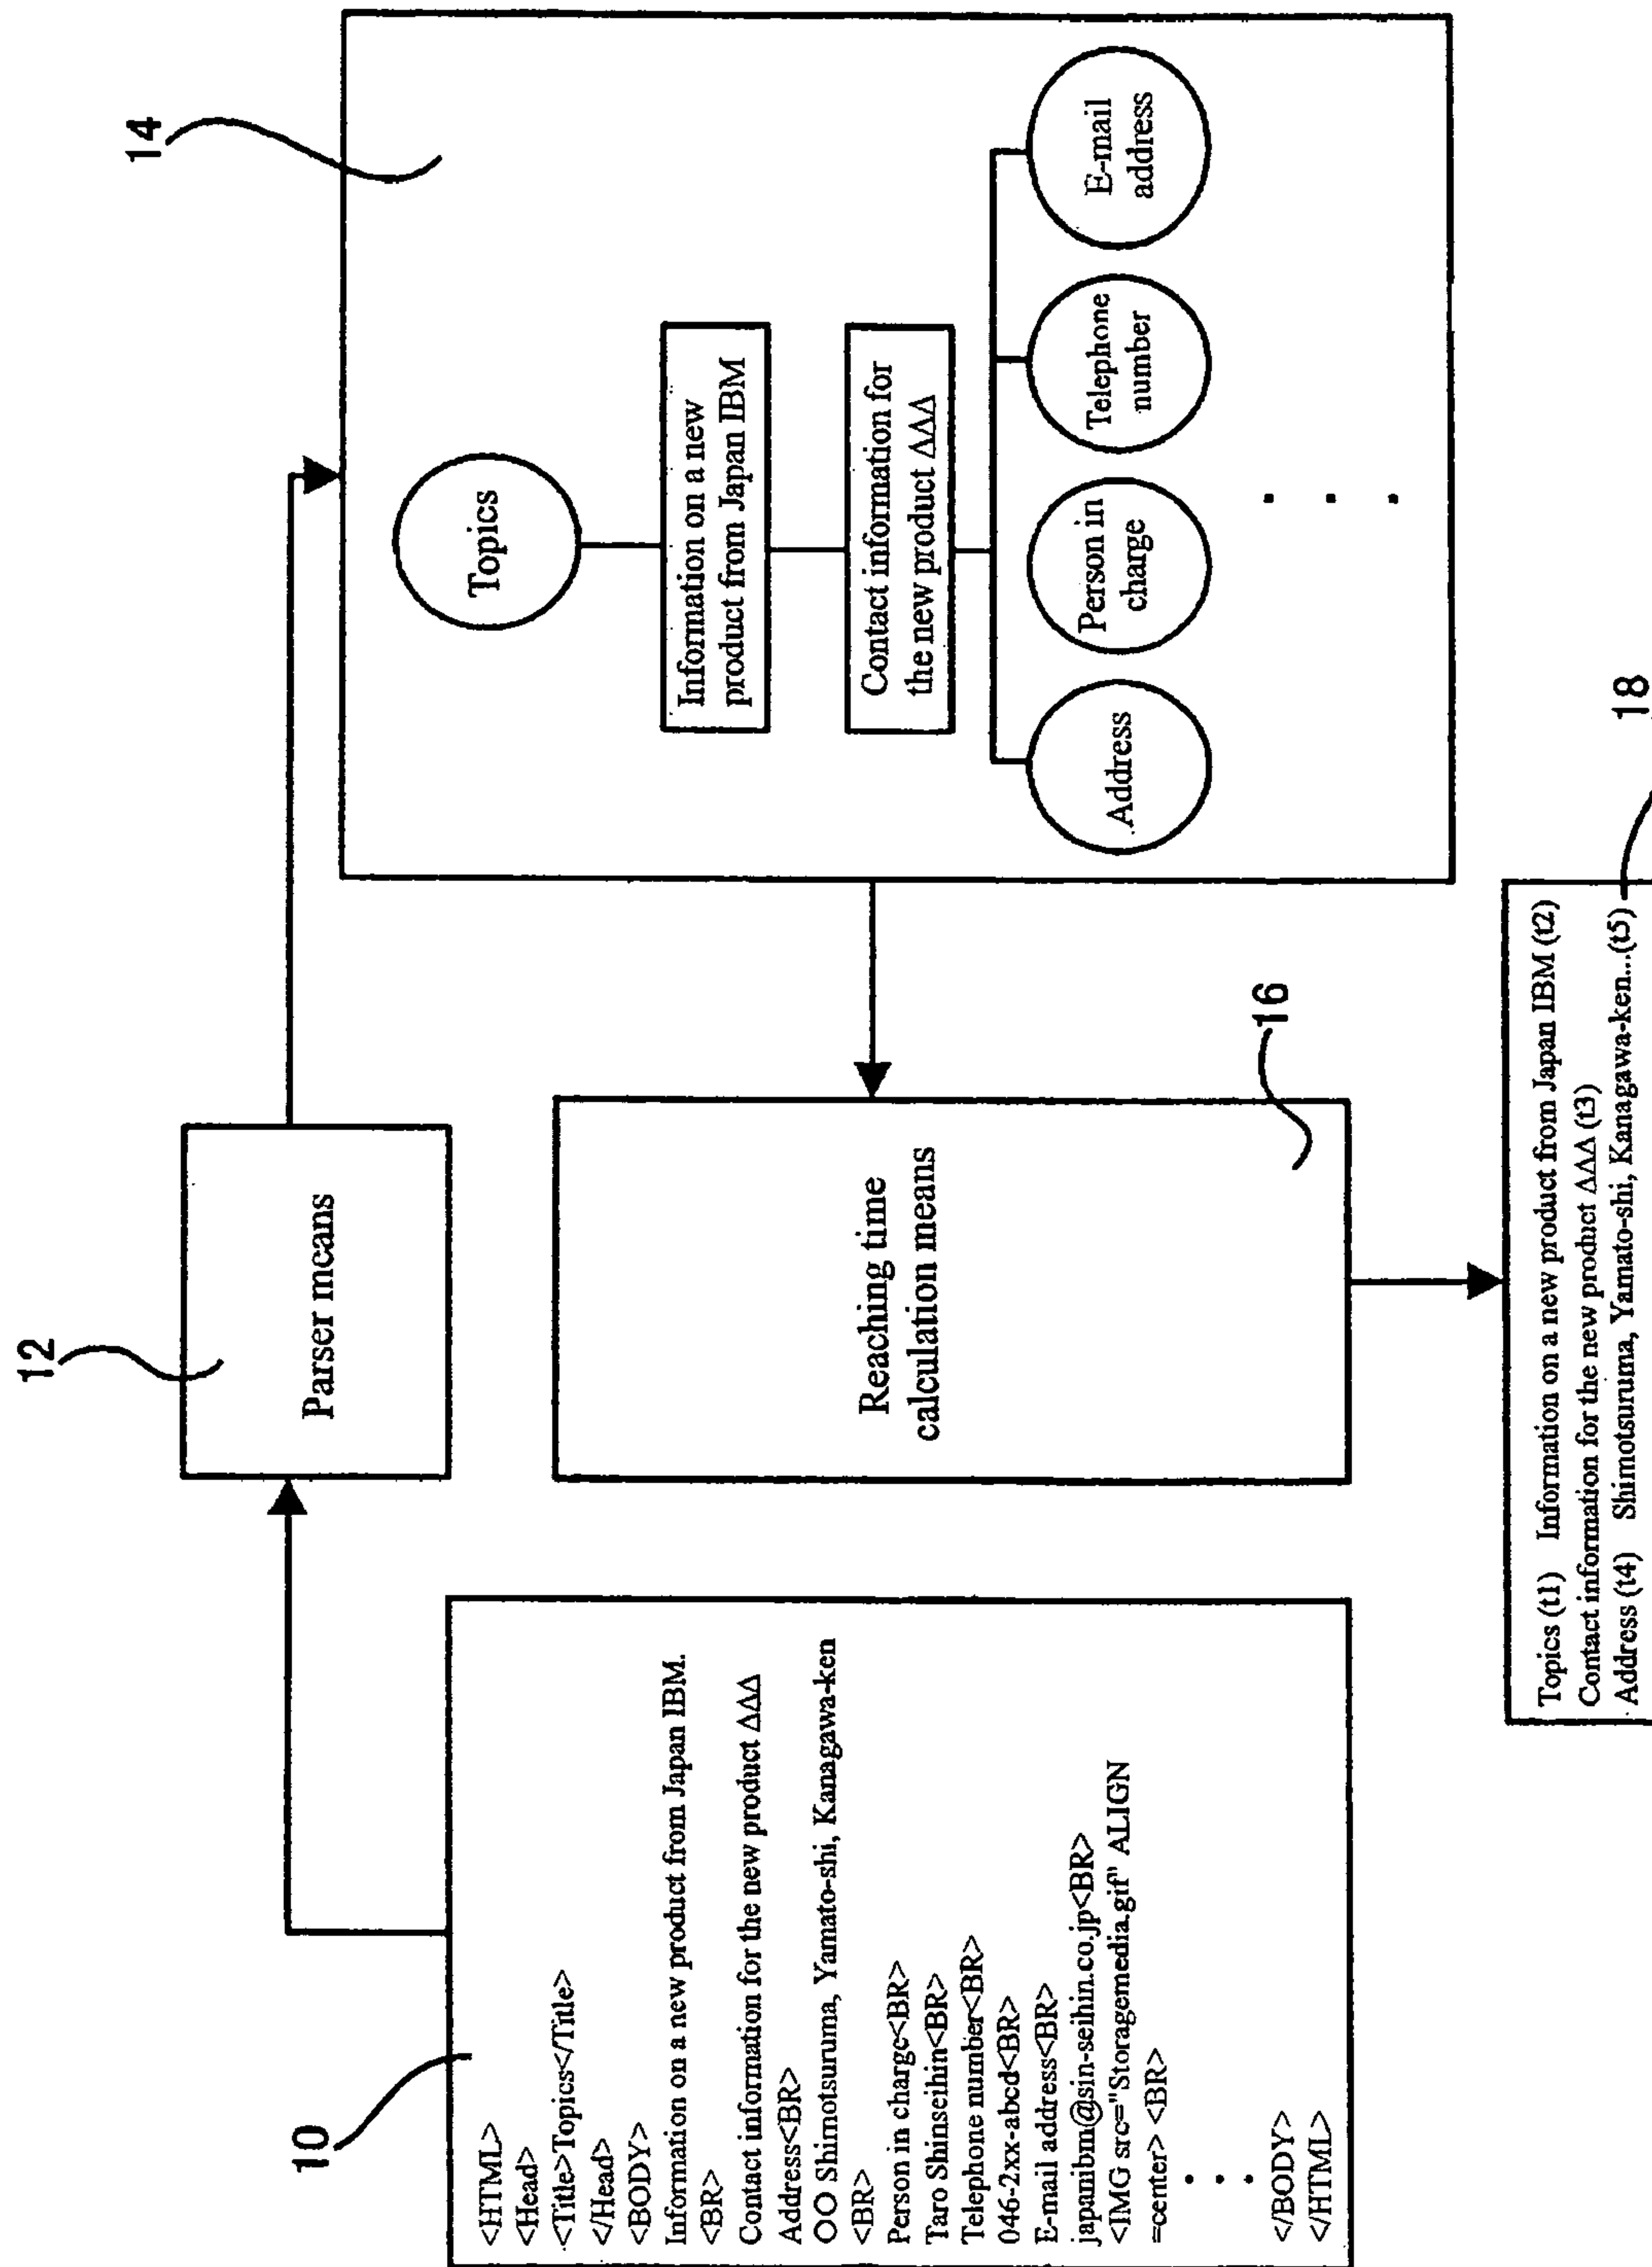 10
<HTML>
<Head>
<Title>Topics</Title>
</Head>
<BODY>
Information on a new product from Japan IBM.
<BR>
Contact information for the new product ΔΔΔ
Address<BR>
OO Shimotsuruma, Yamato-shi, Kanagawa-ken
<BR>
Person in charge<BR>
Taro Shinseihin<BR>
Telephone number<BR>
046-2xx-abcd<BR>
E-mail address<BR>
japanibm@sin-seihin.co.jp<BR>
<IMG src="Storagemedia.gif" ALIGN
=center> <BR>
. . .
</BODY>
</HTML>
12
Parser means
14
Topics
Information on a new
product from Japan IBM
Contact information for
the new product ΔΔΔ
Address
Person in
charge
Telephone
number
E-mail
address
. . .
Reaching time
calculation means
16
Topics (t1) Information on a new product from Japan IBM (t2)
Contact information for the new product ΔΔΔ (t3)
Address (t4) Shimotsuruma, Yamato-shi, Kanagawa-ken...(t5)
18